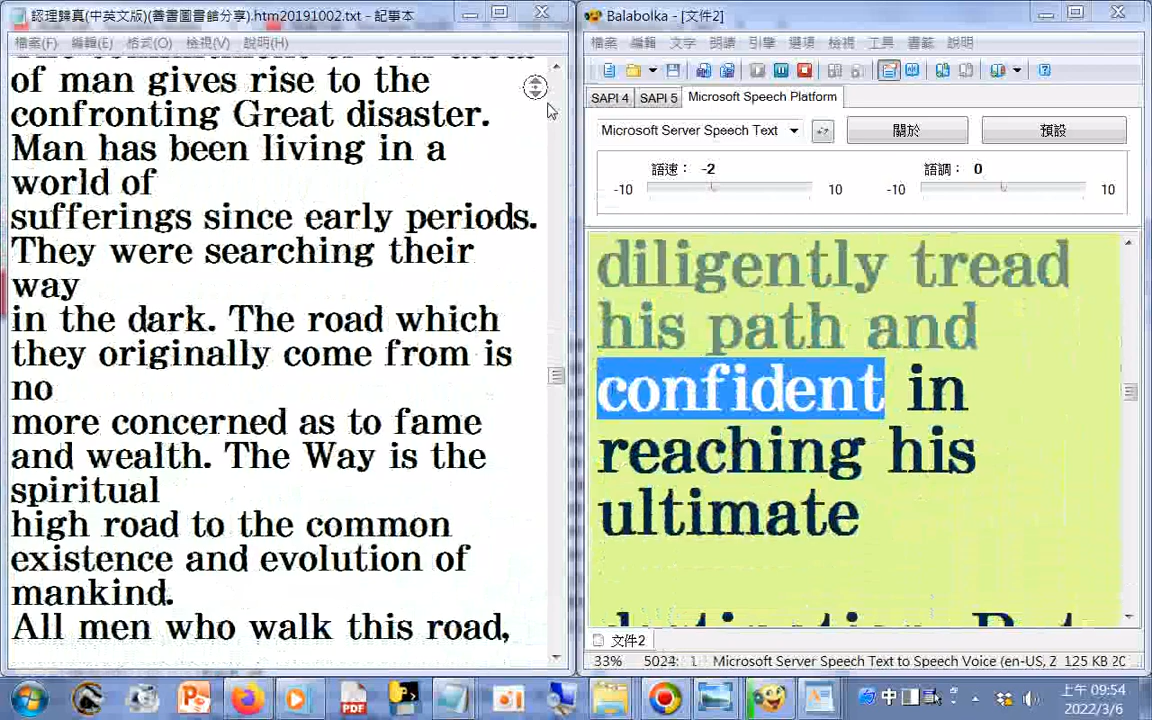 認理歸真(中英文版)(善書圖書館分享).htm20191002.txt - 記事本
檔案(F) 編輯(E) 格式(O) 檢視(V) 說明(H)
of man gives rise to the
confronting Great disaster.
Man has been living in a
world of
sufferings since early periods.
They were searching their
way
in the dark. The road which
they originally come from is
no
more concerned as to fame
and wealth. The Way is the
spiritual
high road to the common
existence and evolution of
mankind.
All men who walk this road,
Balabolka - [文件2]
檔案 編輯 文字 朗讀 引擎 選項 檢視 工具 書籤 說明
SAPI 4 SAPI 5 Microsoft Speech Platform
Microsoft Server Speech Text 關於 預設
語速： -2 語調： 0
-10 10 -10 10
diligently tread
his path and
confident in
reaching his
ultimate
文件2
33% 5024: 1 Microsoft Server Speech Text to Speech Voice (en-US, Z 125 KB 20
PDF 中 上午 09:54
2022/3/6